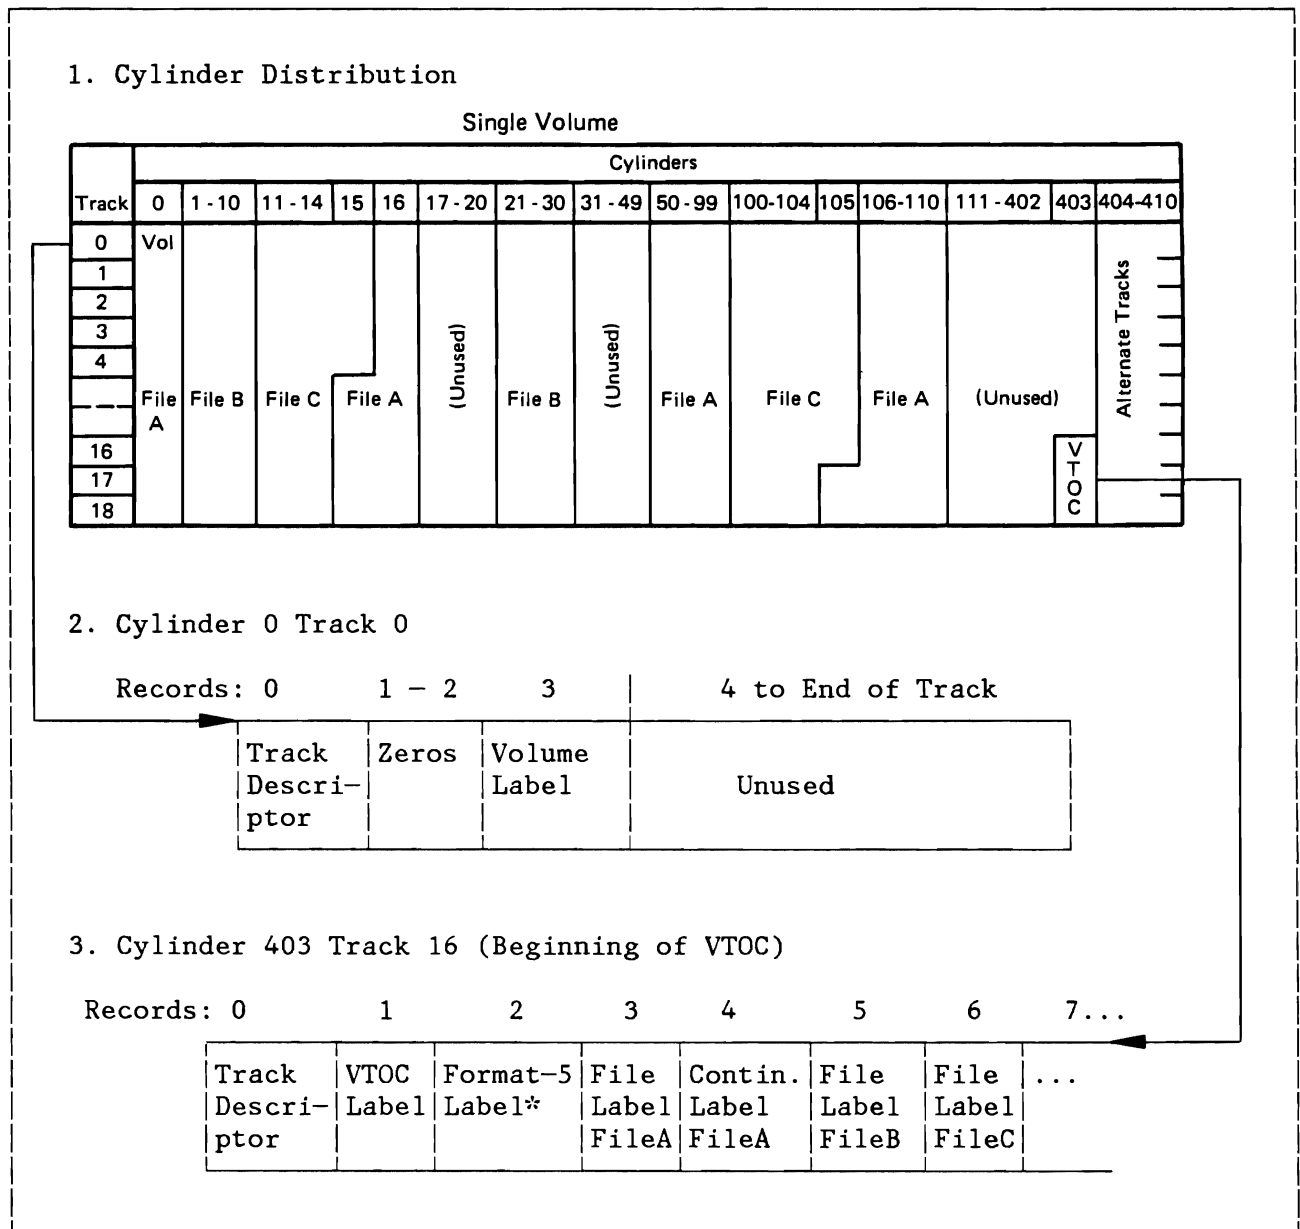 1. Cylinder Distribution
Single Volume
Cylinders
Track 0 1 - 10 11 - 14 15 16 17 - 20 21 - 30 31 - 49 50 - 99 100-104 105 106-110 111 - 402 403 404-410
0 Vol
1
2
3
4
(Unused) (Unused) Alternate Tracks
File A File B File C File A File B File A File C File A (Unused)
16
17
18
VTOC
2. Cylinder 0 Track 0
Records: 0 1 — 2 3 4 to End of Track
Track Zeros Volume
Descri— Label Unused
ptor
3. Cylinder 403 Track 16 (Beginning of VTOC)
Records: 0 1 2 3 4 5 6 7...
Track VTOC Format—5 File Contin. File File ...
Descri— Label Label* Label Label Label Label
ptor FileA FileA FileB FileC